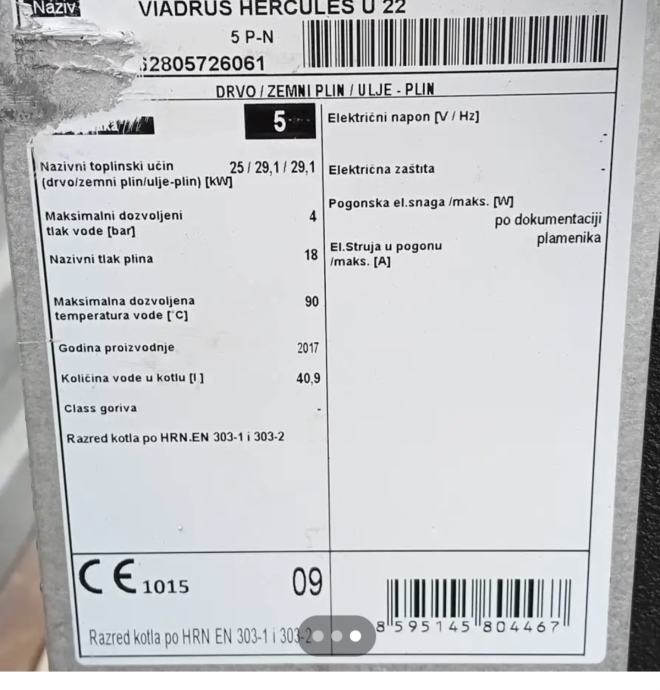 Naziv VIADRUS HERCULES U 22
5 P-N
2805726061
DRVO / ZEMNI PLIN / ULJE - PLIN
5
Električni napon [V / Hz]
-
Nazivni toplinski učin 25 / 29,1 / 29,1
(drvo/zemni plin/ulje-plin) [kW]
Električna zaštita -
Maksimalni dozvoljeni 4
tlak vode [bar]
Pogonska el.snaga /maks. [W]
po dokumentaciji
plamenika
Nazivni tlak plina 18
El.Struja u pogonu
/maks. [A]
Maksimalna dozvoljena 90
temperatura vode [°C]
Godina proizvodnje 2017
Količina vode u kotlu [l ] 40,9
Class goriva -
Razred kotla po HRN.EN 303-1 i 303-2
CE 1015 09
8 595145 804467
Razred kotla po HRN EN 303-1 i 303-2